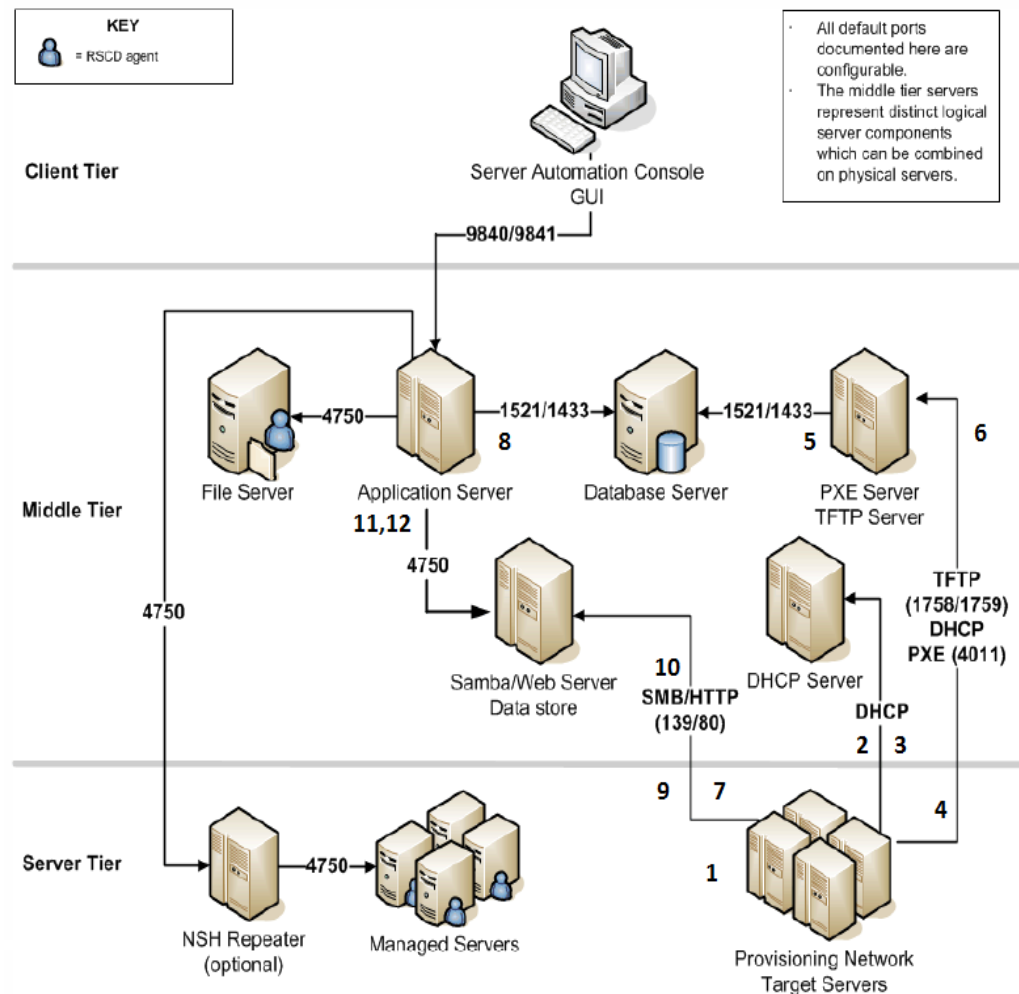 KEY
= RSCD agent
· All default ports
documented here are
configurable.
· The middle tier servers
represent distinct logical
server components
which can be combined
on physical servers.
Client Tier
Server Automation Console
GUI
9840/9841
4750
1521/1433
1521/1433
8
5
6
File Server
Application Server
Database Server
PXE Server
TFTP Server
Middle Tier
11,12
4750
4750
TFTP
(1758/1759)
DHCP
PXE (4011)
Samba/Web Server
Data store
10
SMB/HTTP
(139/80)
DHCP Server
DHCP
2 3
9 7
4
Server Tier
4750
1
NSH Repeater
(optional)
Managed Servers
Provisioning Network
Target Servers